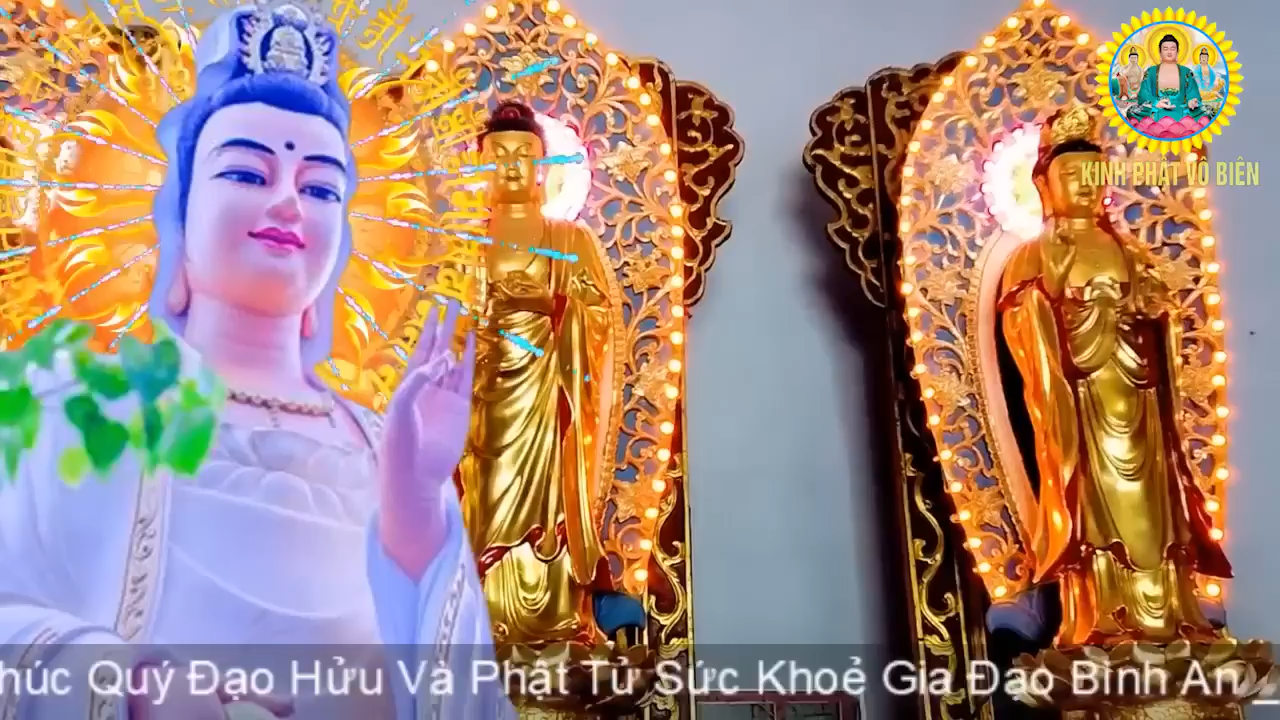 KINH PHẬT VÔ BIÊN
húc Quý Đạo Hửu Và Phật Tử Sức Khoẻ Gia Đạo Bình An